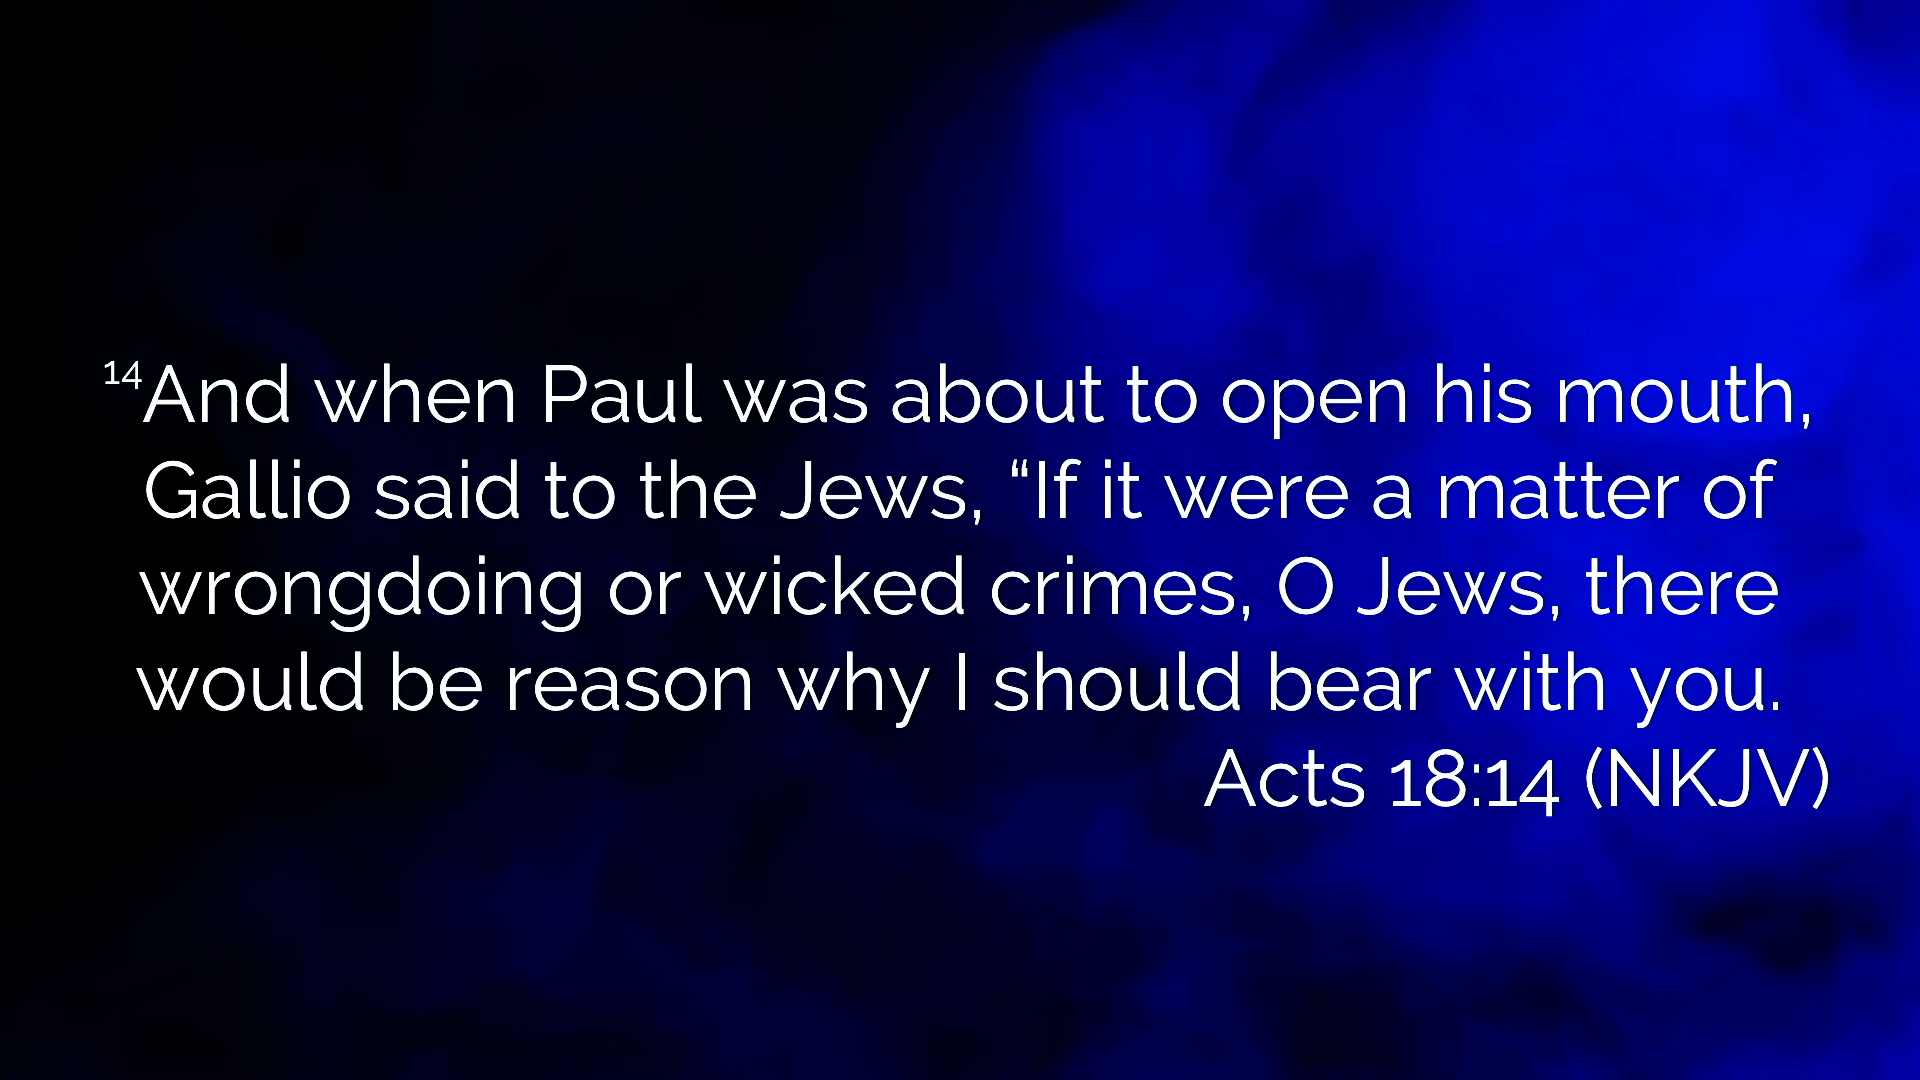 14And when Paul was about to open his mouth,
Gallio said to the Jews, “If it were a matter of
wrongdoing or wicked crimes, O Jews, there
would be reason why I should bear with you.
Acts 18:14 (NKJV)